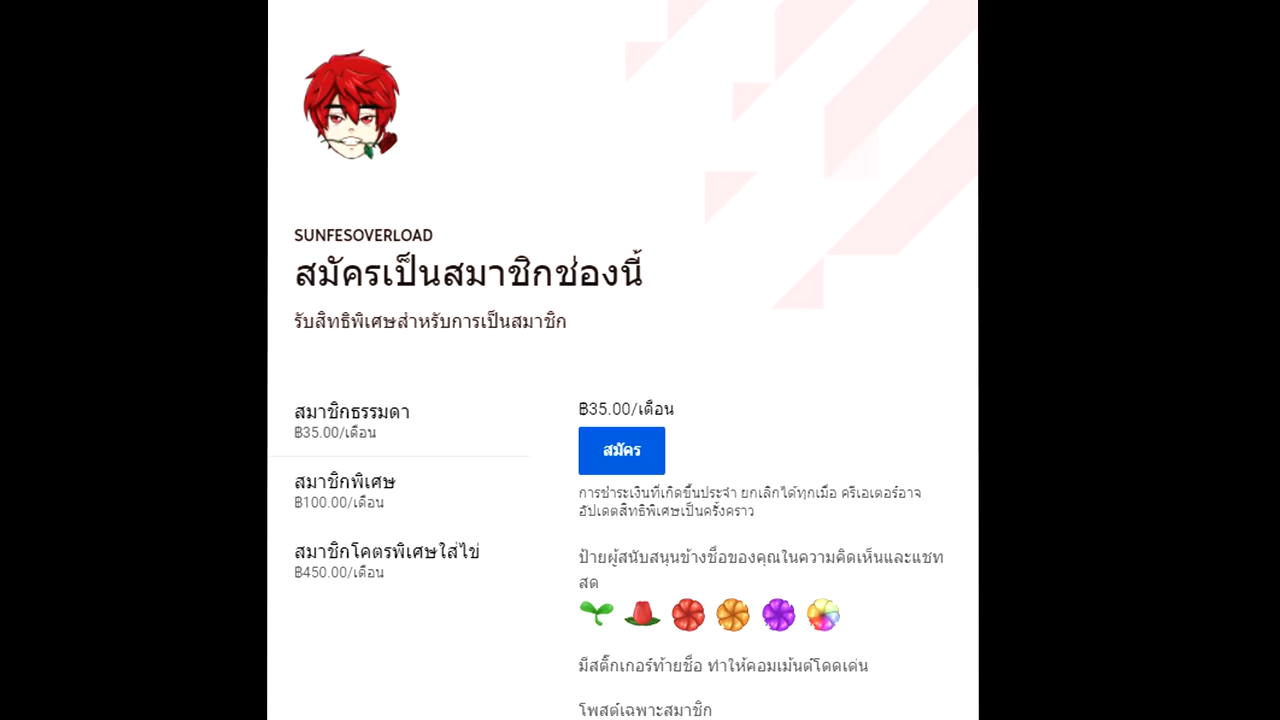 SUNFESOVERLOAD
สมัครเป็นสมาชิกช่องนี้
รับสิทธิพิเศษสำหรับการเป็นสมาชิก
สมาชิกธรรมดา
฿35.00/เดือน
สมาชิกพิเศษ
฿100.00/เดือน
สมาชิกโคตรพิเศษใส่ไข่
฿450.00/เดือน
฿35.00/เดือน
สมัคร
การชำระเงินที่เกิดขึ้นประจำ ยกเลิกได้ทุกเมื่อ ครีเอเตอร์อาจ
อัปเดตสิทธิพิเศษเป็นครั้งคราว
ป้ายผู้สนับสนุนข้างชื่อของคุณในความคิดเห็นและแชท
สด
มีสติ๊กเกอร์ท้ายชื่อ ทำให้คอมเม้นต์โดดเด่น
โพสต์เฉพาะสมาชิก